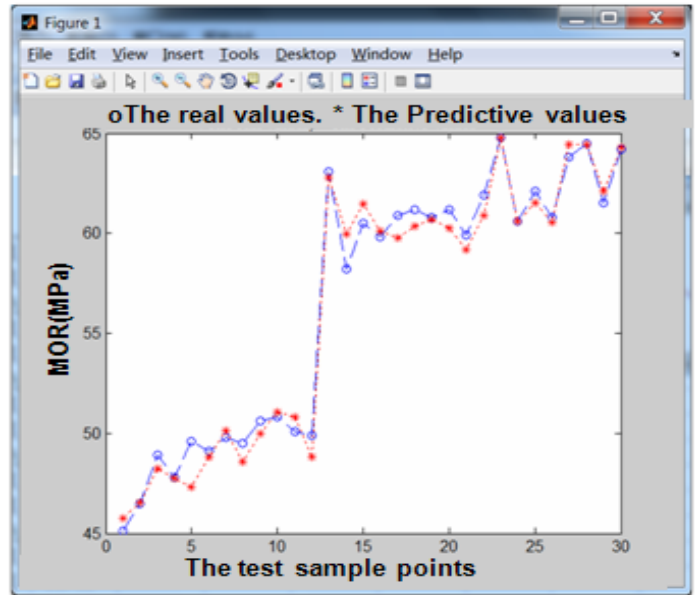 Figure 1
File Edit View Insert Tools Desktop Window Help
oThe real values. * The Predictive values
65
60
55
50
45
MOR(MPa)
0 5 10 15 20 25 30
The test sample points